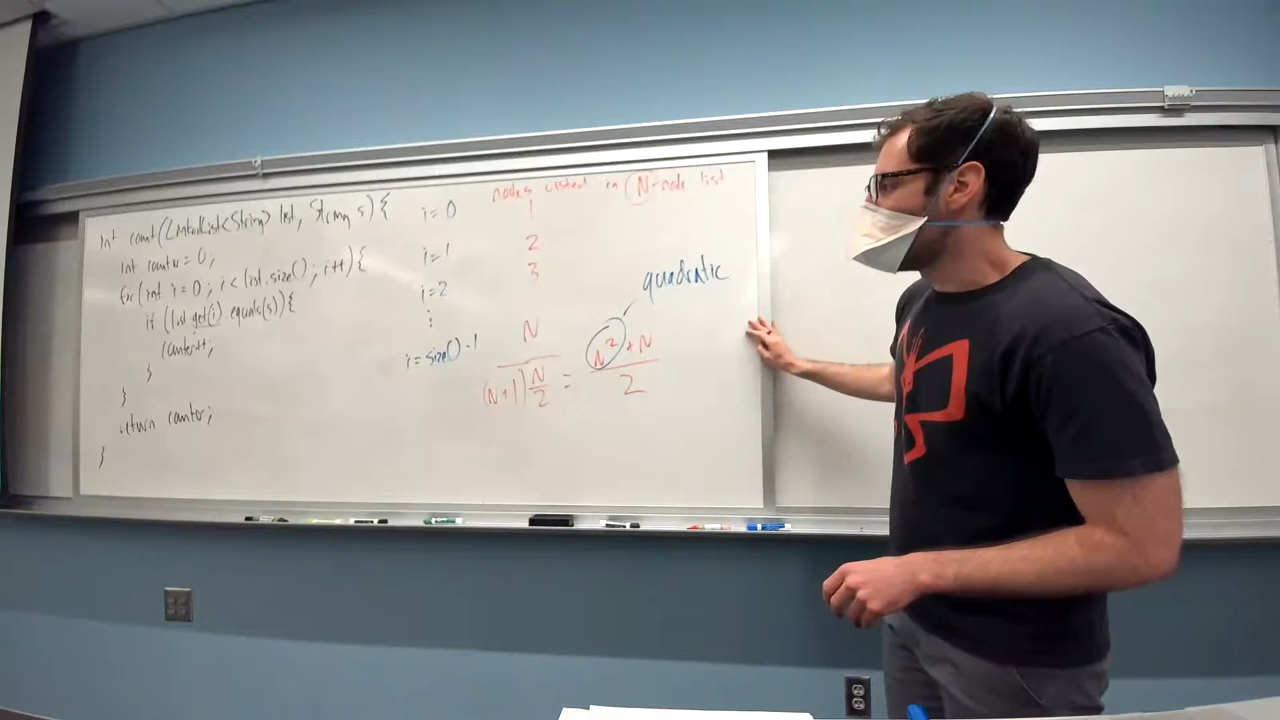 int count(LinkedList<String> list, String s){
int counter = 0;
for(int i = 0; i < list.size(); i++){
if (list.get(i).equals(s)){
counter++;
}
}
return counter;
}
nodes visited in N-node list
i = 0 1
i = 1 2
i = 2 3
⋮
i = size() - 1 N
(N+1) N/2 = (N² + N)/2
quadratic